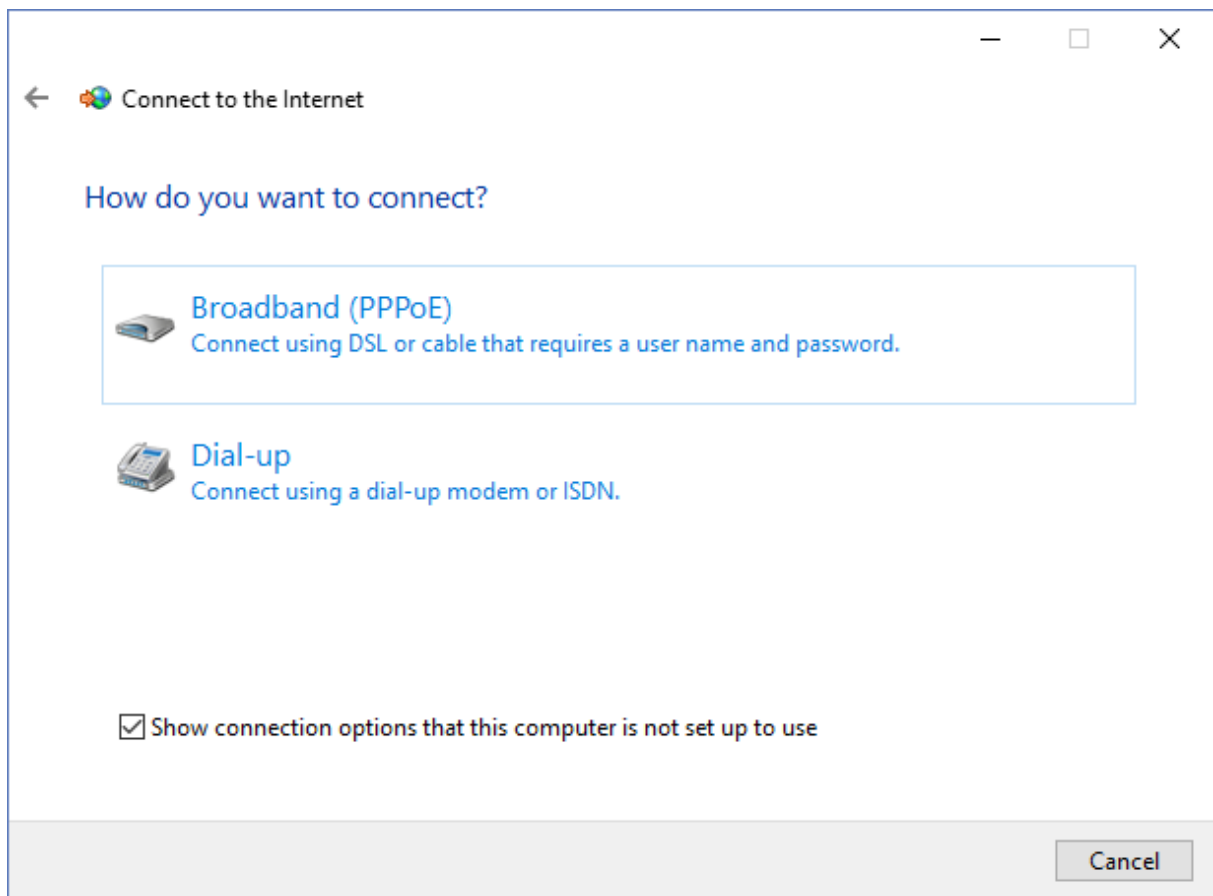 Connect to the Internet
How do you want to connect?
Broadband (PPPoE)
Connect using DSL or cable that requires a user name and password.
Dial-up
Connect using a dial-up modem or ISDN.
Show connection options that this computer is not set up to use
Cancel